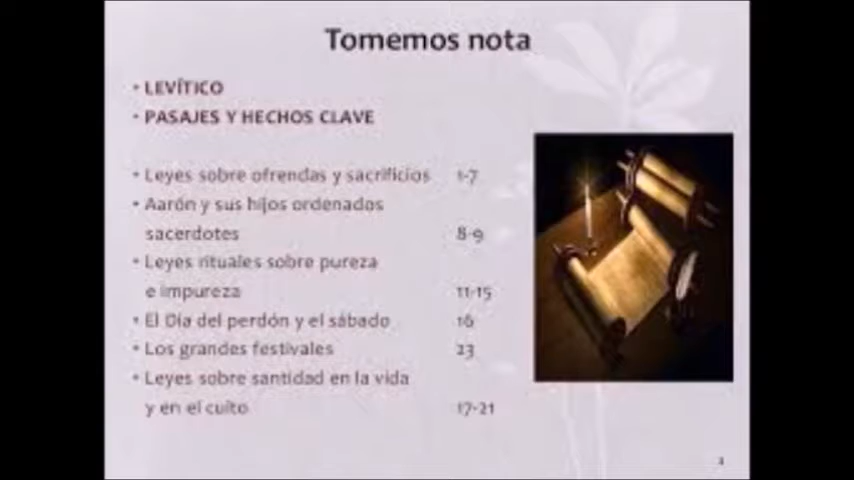 Tomemos nota
• LEVÍTICO
• PASAJES Y HECHOS CLAVE
• Leyes sobre ofrendas y sacrificios 1-7
• Aarón y sus hijos ordenados
sacerdotes 8-9
• Leyes rituales sobre pureza
e impureza 11-15
• El Día del perdón y el sábado 16
• Los grandes festivales 23
• Leyes sobre santidad en la vida
y en el culto 17-21